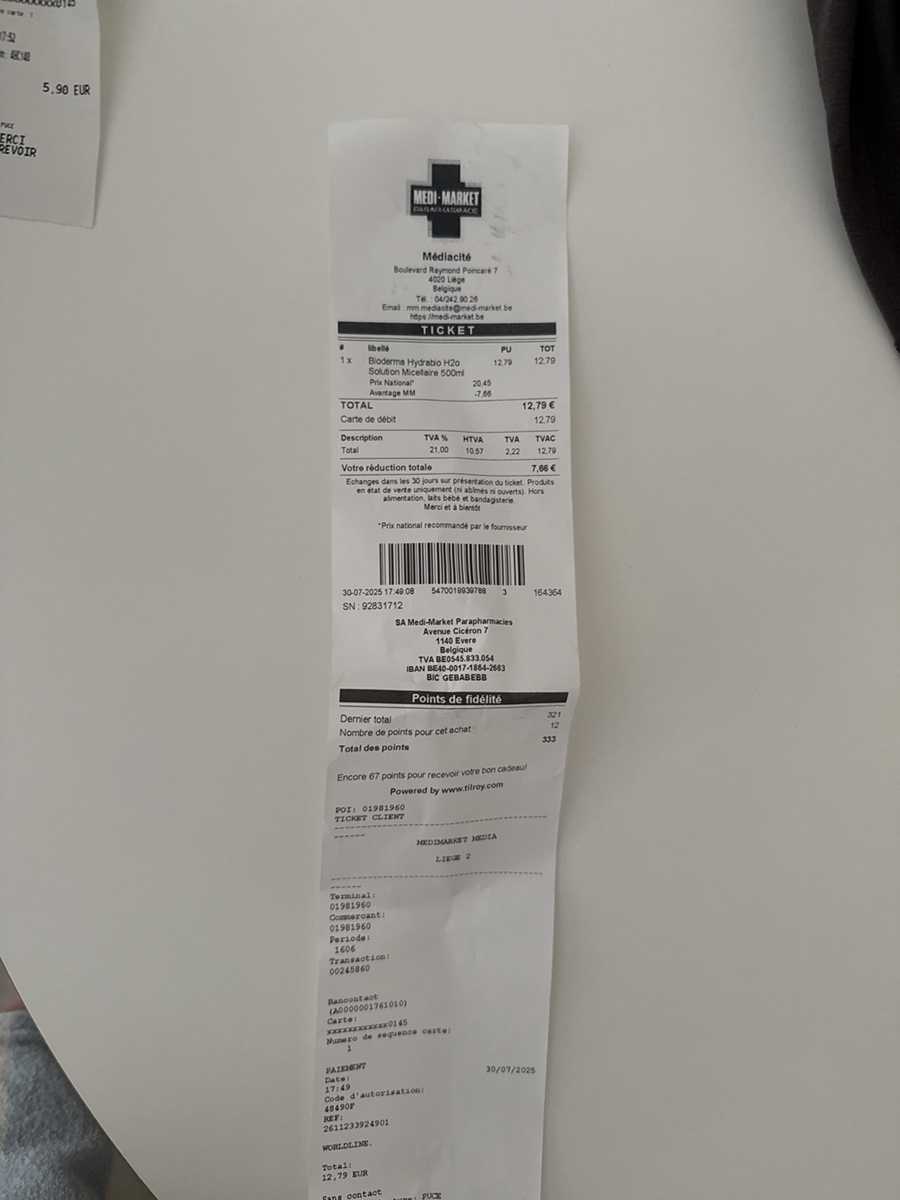 17:52
5,90 EUR
PUCE
ERCI
REVOIR
MEDI-MARKET
PARAPHARMACIE
Médiacité
Boulevard Raymond Poincaré 7
4020 Liège
Belgique
Tél. : 04/242.90.26
Email : mm.mediacite@medi-market.be
https://medi-market.be
TICKET
# libellé PU TOT
1 x Bioderma Hydrabio H2o 12,79 12,79
Solution Micellaire 500ml
Prix National* 20,45
Avantage MM -7,66
TOTAL 12,79 €
Carte de débit 12,79
Description TVA % HTVA TVA TVAC
Total 21,00 10,57 2,22 12,79
Votre réduction totale 7,66 €
Echanges dans les 30 jours sur présentation du ticket. Produits
en état de vente uniquement (ni abîmés ni ouverts). Hors
alimentation, laits bébé et bandagisterie.
Merci et à bientôt
*Prix national recommandé par le fournisseur
30-07-2025 17:49:08 5470019939788 3 164364
SN : 92831712
SA Medi-Market Parapharmacies
Avenue Cicéron 7
1140 Evere
Belgique
TVA BE0545.833.054
IBAN BE40-0017-1864-2663
BIC GEBABEBB
Points de fidélité
Dernier total 321
Nombre de points pour cet achat 12
Total des points 333
Encore 67 points pour recevoir votre bon cadeau!
Powered by www.tilroy.com
POI: 01981960
TICKET CLIENT
MEDIMARKET MEDIA
LIEGE 2
Terminal:
01981960
Commercant:
01981960
Periode:
1606
Transaction:
00245860
Bancontact
(A0000001761010)
Carte:
xxxxxxxxxxxx0145
Numero de sequence carte:
1
PAIEMENT
Date: 30/07/2025
17:49
Code d'autorisation:
48490F
REF:
2611233924901
WORLDLINE.
Total:
12,79 EUR
Sans contact
PUCE